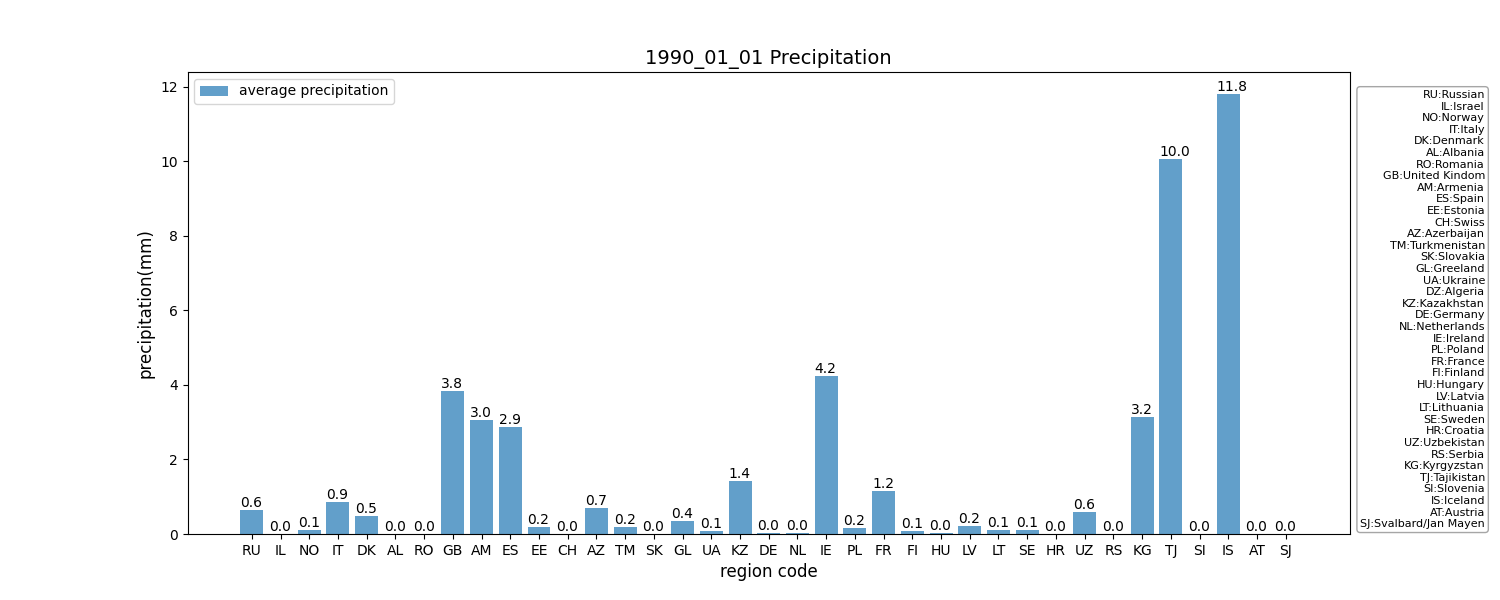 1990_01_01 Precipitation
average precipitation
precipitation(mm)
12
10
8
6
4
2
0
0.6 0.0 0.1 0.9 0.5 0.0 0.0 3.8 3.0 2.9 0.2 0.0 0.7 0.2 0.0 0.4 0.1 1.4 0.0 0.0 4.2 0.2 1.2 0.1 0.0 0.2 0.1 0.1 0.0 0.6 0.0 3.2 10.0 0.0 11.8 0.0 0.0
RU IL NO IT DK AL RO GB AM ES EE CH AZ TM SK GL UA KZ DE NL IE PL FR FI HU LV LT SE HR UZ RS KG TJ SI IS AT SJ
region code
RU:Russian
IL:Israel
NO:Norway
IT:Italy
DK:Denmark
AL:Albania
RO:Romania
GB:United Kindom
AM:Armenia
ES:Spain
EE:Estonia
CH:Swiss
AZ:Azerbaijan
TM:Turkmenistan
SK:Slovakia
GL:Greeland
UA:Ukraine
DZ:Algeria
KZ:Kazakhstan
DE:Germany
NL:Netherlands
IE:Ireland
PL:Poland
FR:France
FI:Finland
HU:Hungary
LV:Latvia
LT:Lithuania
SE:Sweden
HR:Croatia
UZ:Uzbekistan
RS:Serbia
KG:Kyrgyzstan
TJ:Tajikistan
SI:Slovenia
IS:Iceland
AT:Austria
SJ:Svalbard/Jan Mayen